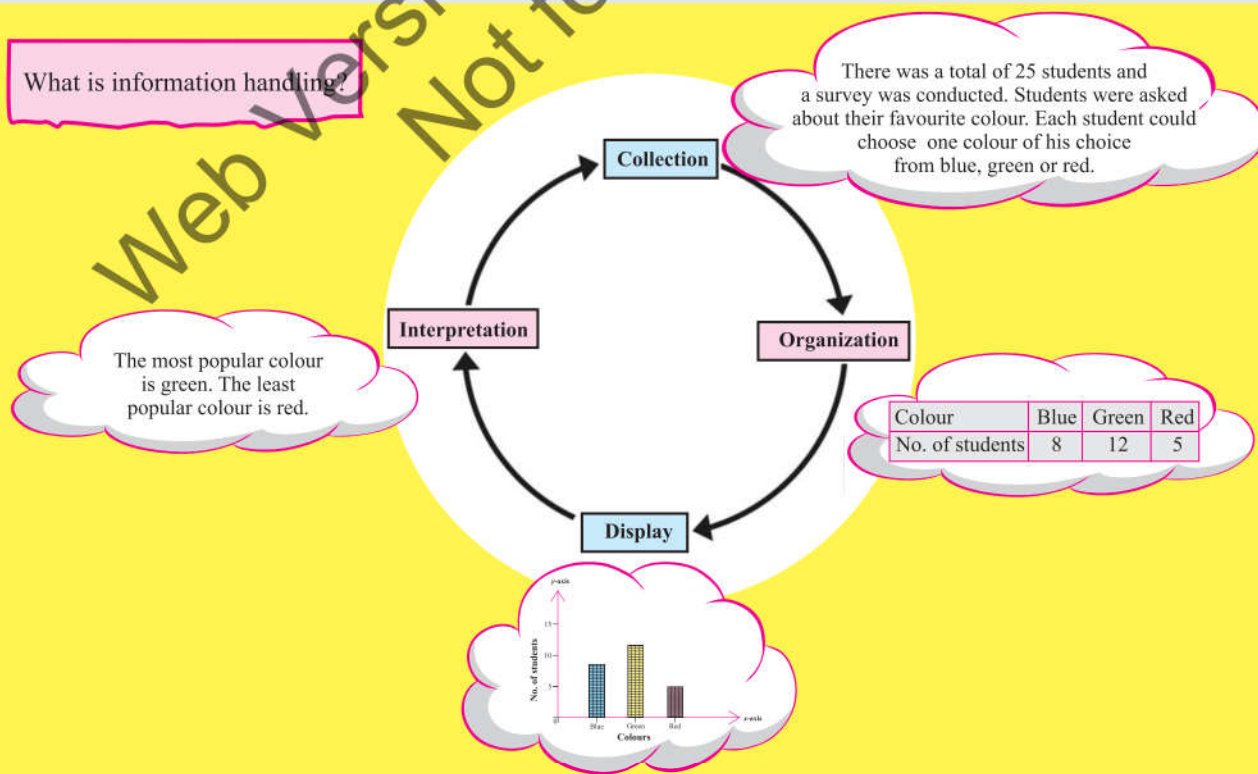 What is information handling?
Web Versi
Not fo
There was a total of 25 students and
a survey was conducted. Students were asked
about their favourite colour. Each student could
choose one colour of his choice
from blue, green or red.
Collection
Interpretation
Organization
The most popular colour
is green. The least
popular colour is red.
Colour Blue Green Red
No. of students 8 12 5
Display
y-axis
No. of students
15
10
5
0
Blue Green Red
x-axis
Colours